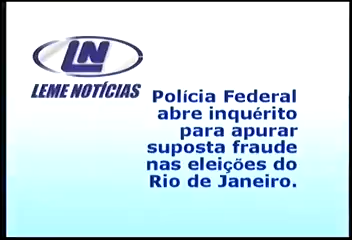 LN
LEME NOTÍCIAS
Polícia Federal
abre inquérito
para apurar
suposta fraude
nas eleições do
Rio de Janeiro.